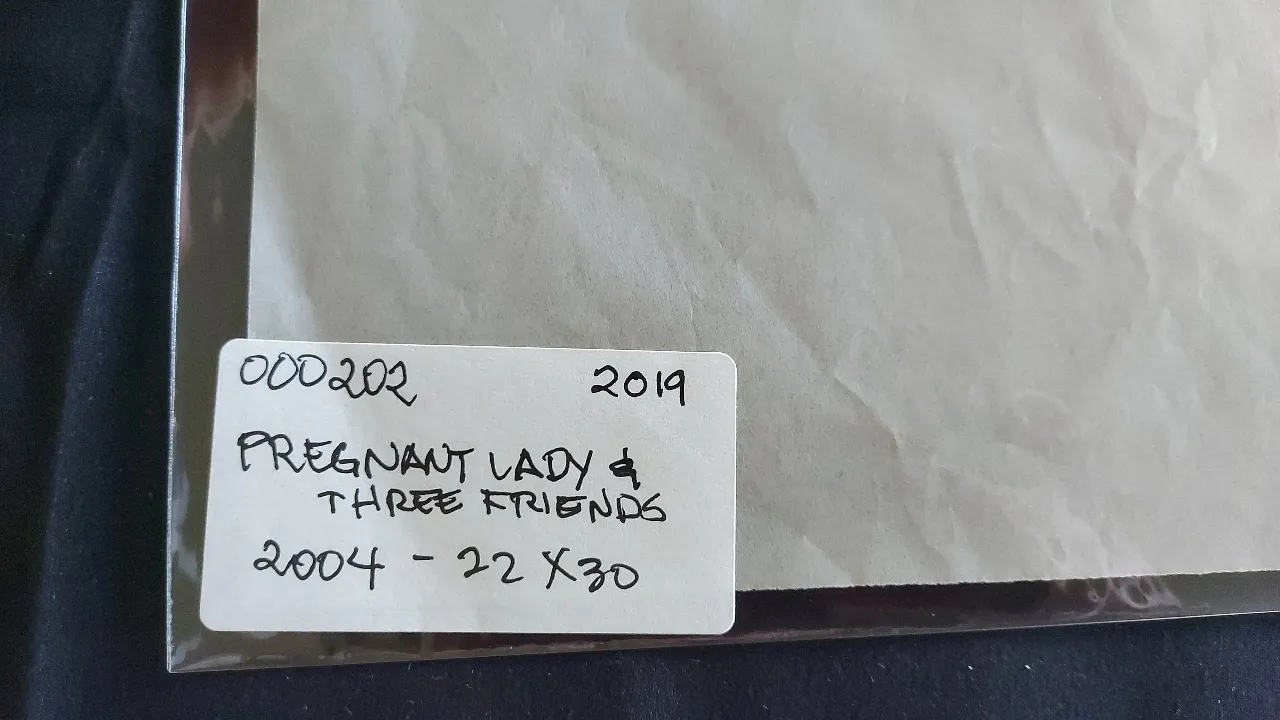 000202 2019
PREGNANT LADY &
THREE FRIENDS
2004 - 22 X 30